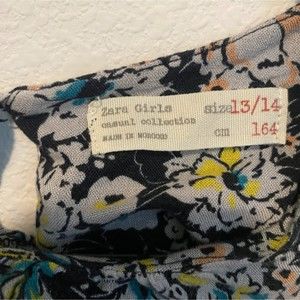 Zara Girls size 13/14
casual collection
MADE IN MOROCCO cm 164